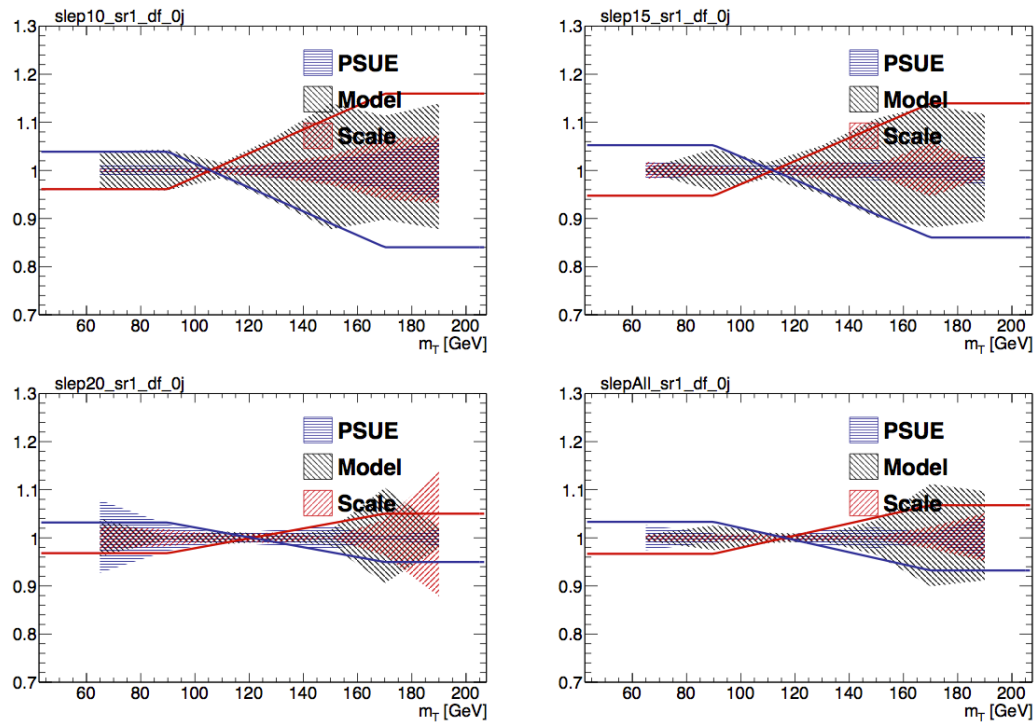 slep10_sr1_df_0j
1.3
1.2
1.1
1
0.9
0.8
0.7
PSUE
Model
Scale
60 80 100 120 140 160 180 200
m_T [GeV]
slep15_sr1_df_0j
1.3
1.2
1.1
1
0.9
0.8
0.7
PSUE
Model
Scale
60 80 100 120 140 160 180 200
m_T [GeV]
slep20_sr1_df_0j
1.3
1.2
1.1
1
0.9
0.8
0.7
PSUE
Model
Scale
60 80 100 120 140 160 180 200
m_T [GeV]
slepAll_sr1_df_0j
1.3
1.2
1.1
1
0.9
0.8
0.7
PSUE
Model
Scale
60 80 100 120 140 160 180 200
m_T [GeV]